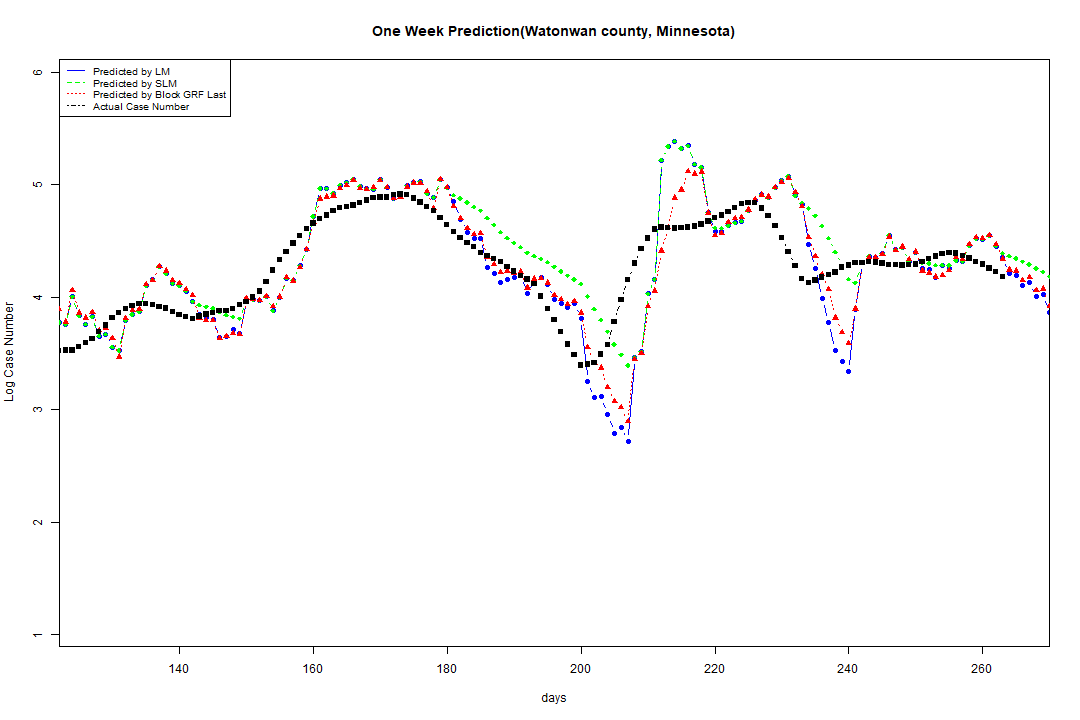 One Week Prediction(Watonwan county, Minnesota)
Predicted by LM
Predicted by SLM
Predicted by Block GRF Last
Actual Case Number
6
5
4
3
2
1
Log Case Number
140 160 180 200 220 240 260
days